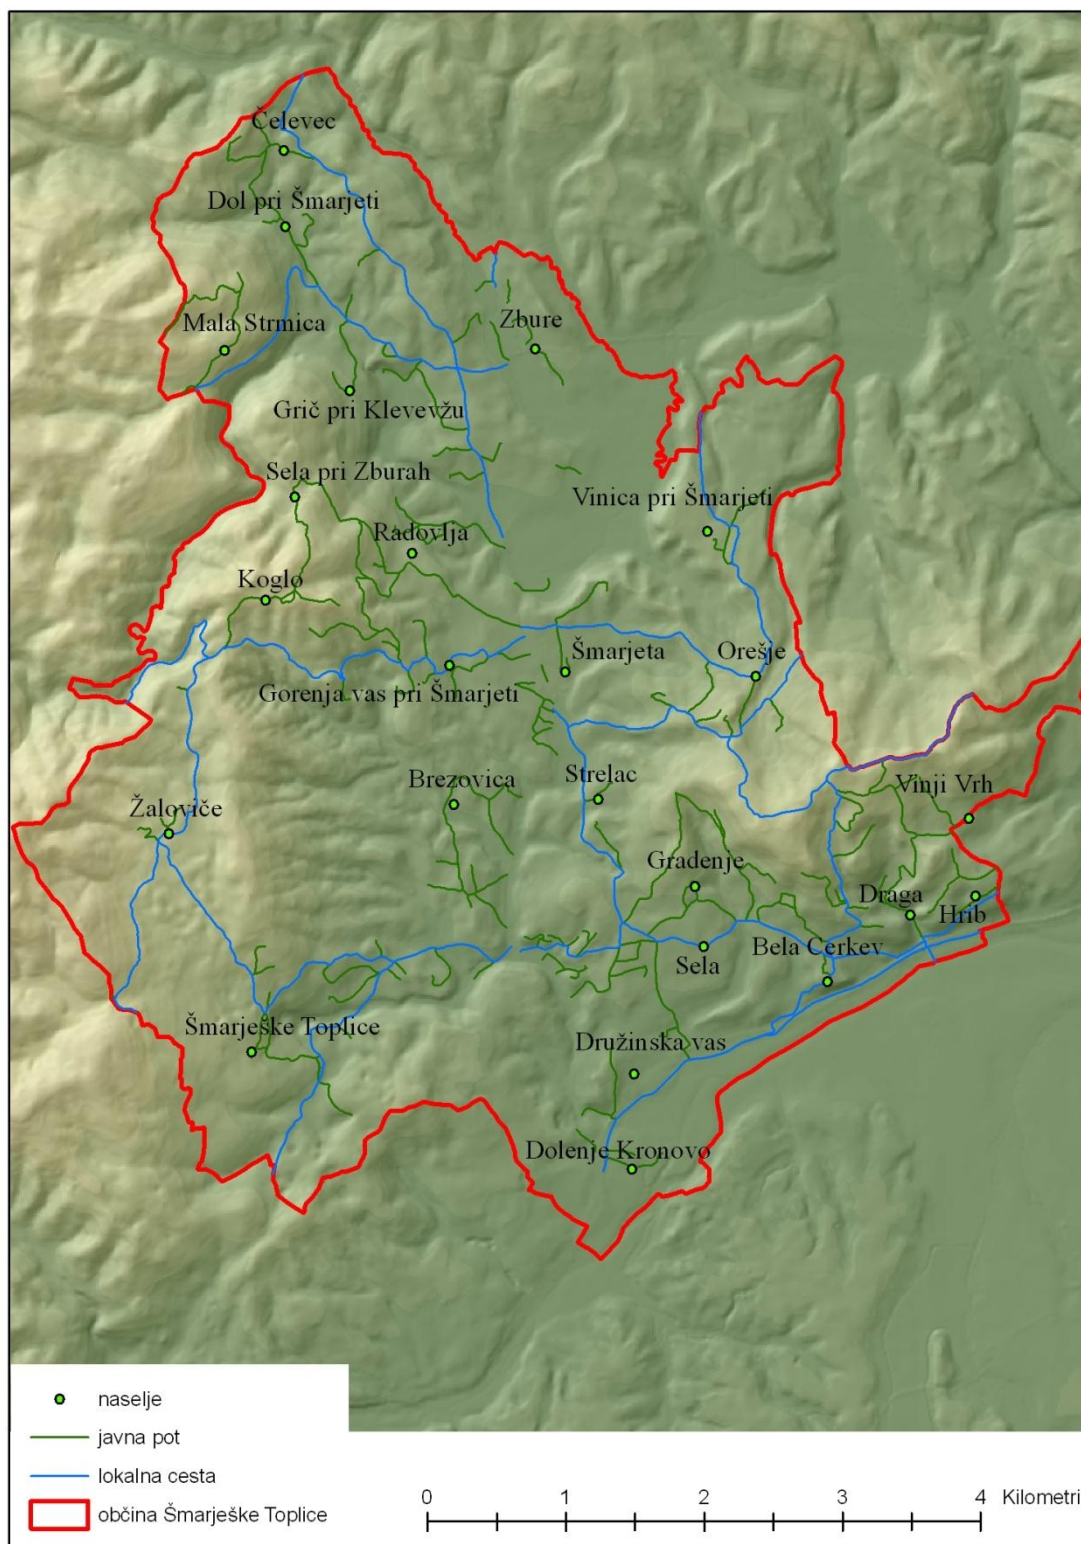 Čelevec
Dol pri Šmarjeti
Mala Strmica
Zbure
Grič pri Klevevžu
Sela pri Zburah
Vinica pri Šmarjeti
Radovlja
Koglo
Šmarjeta
Orešje
Gorenja vas pri Šmarjeti
Brezovica
Strelac
Vinji Vrh
Žaloviče
Gradenje
Draga
Hrib
Bela Cerkev
Sela
Šmarješke Toplice
Družinska vas
Dolenje Kronovo
naselje
javna pot
lokalna cesta
občina Šmarješke Toplice
0 1 2 3 4 Kilometri